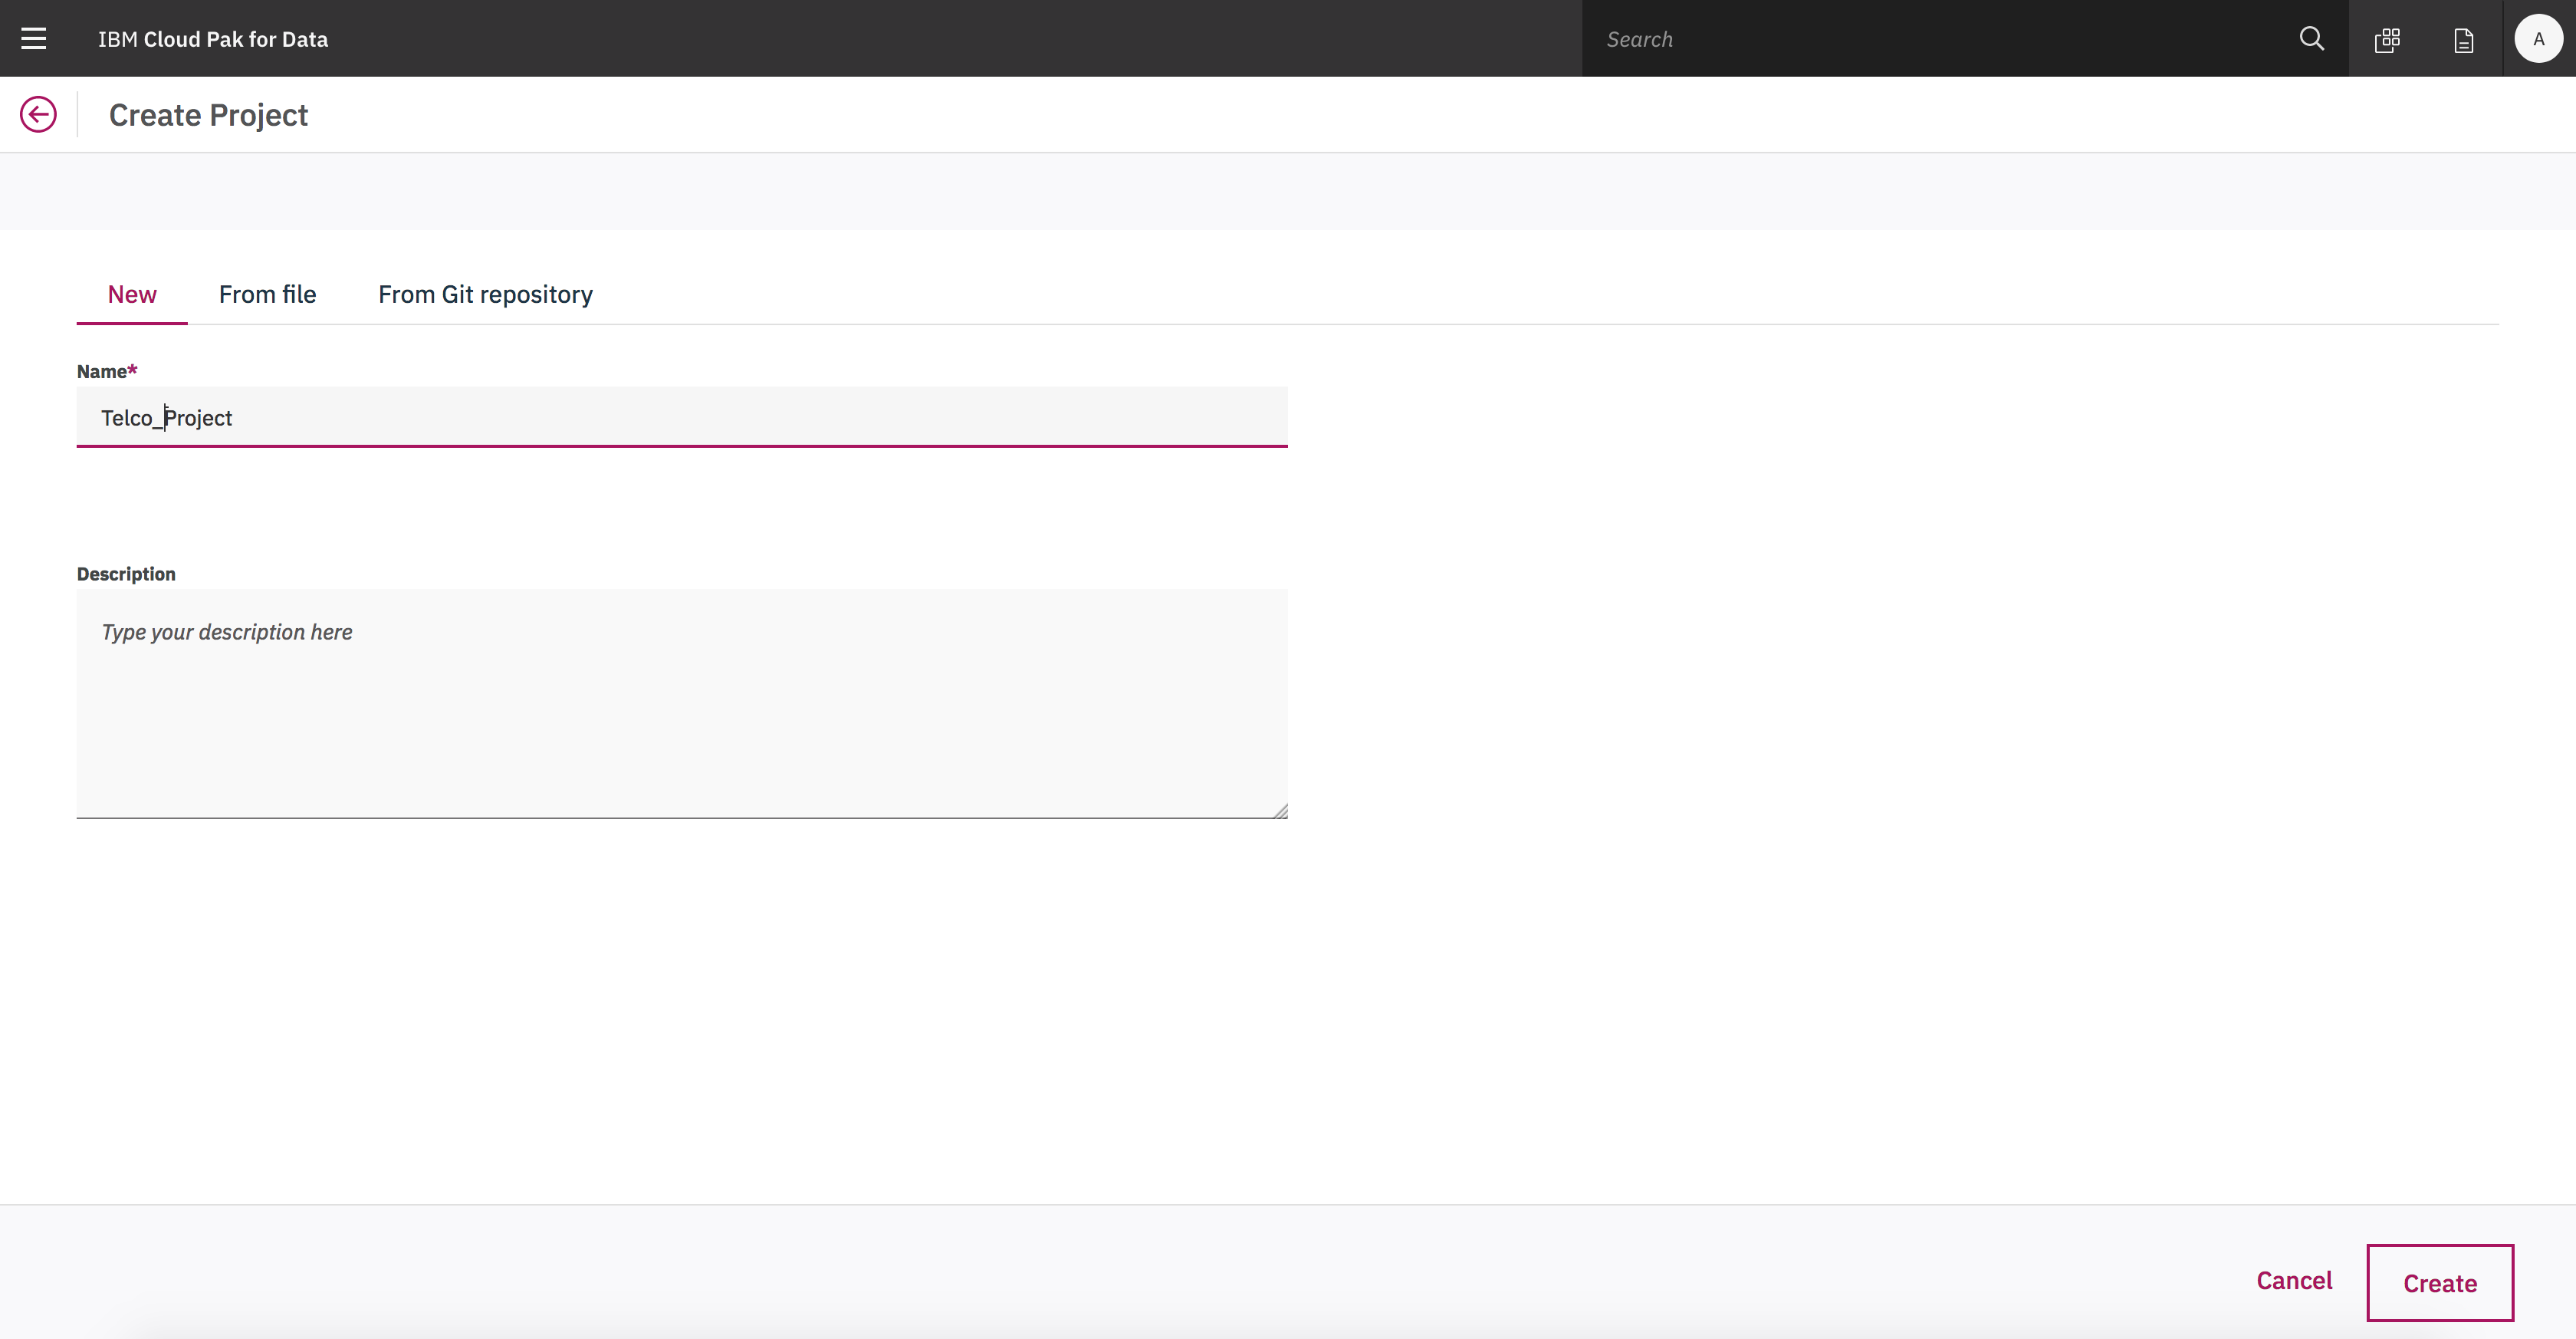 IBM Cloud Pak for Data
Search
A
Create Project
New
From file
From Git repository
Name*
Telco_Project
Description
Type your description here
Cancel
Create